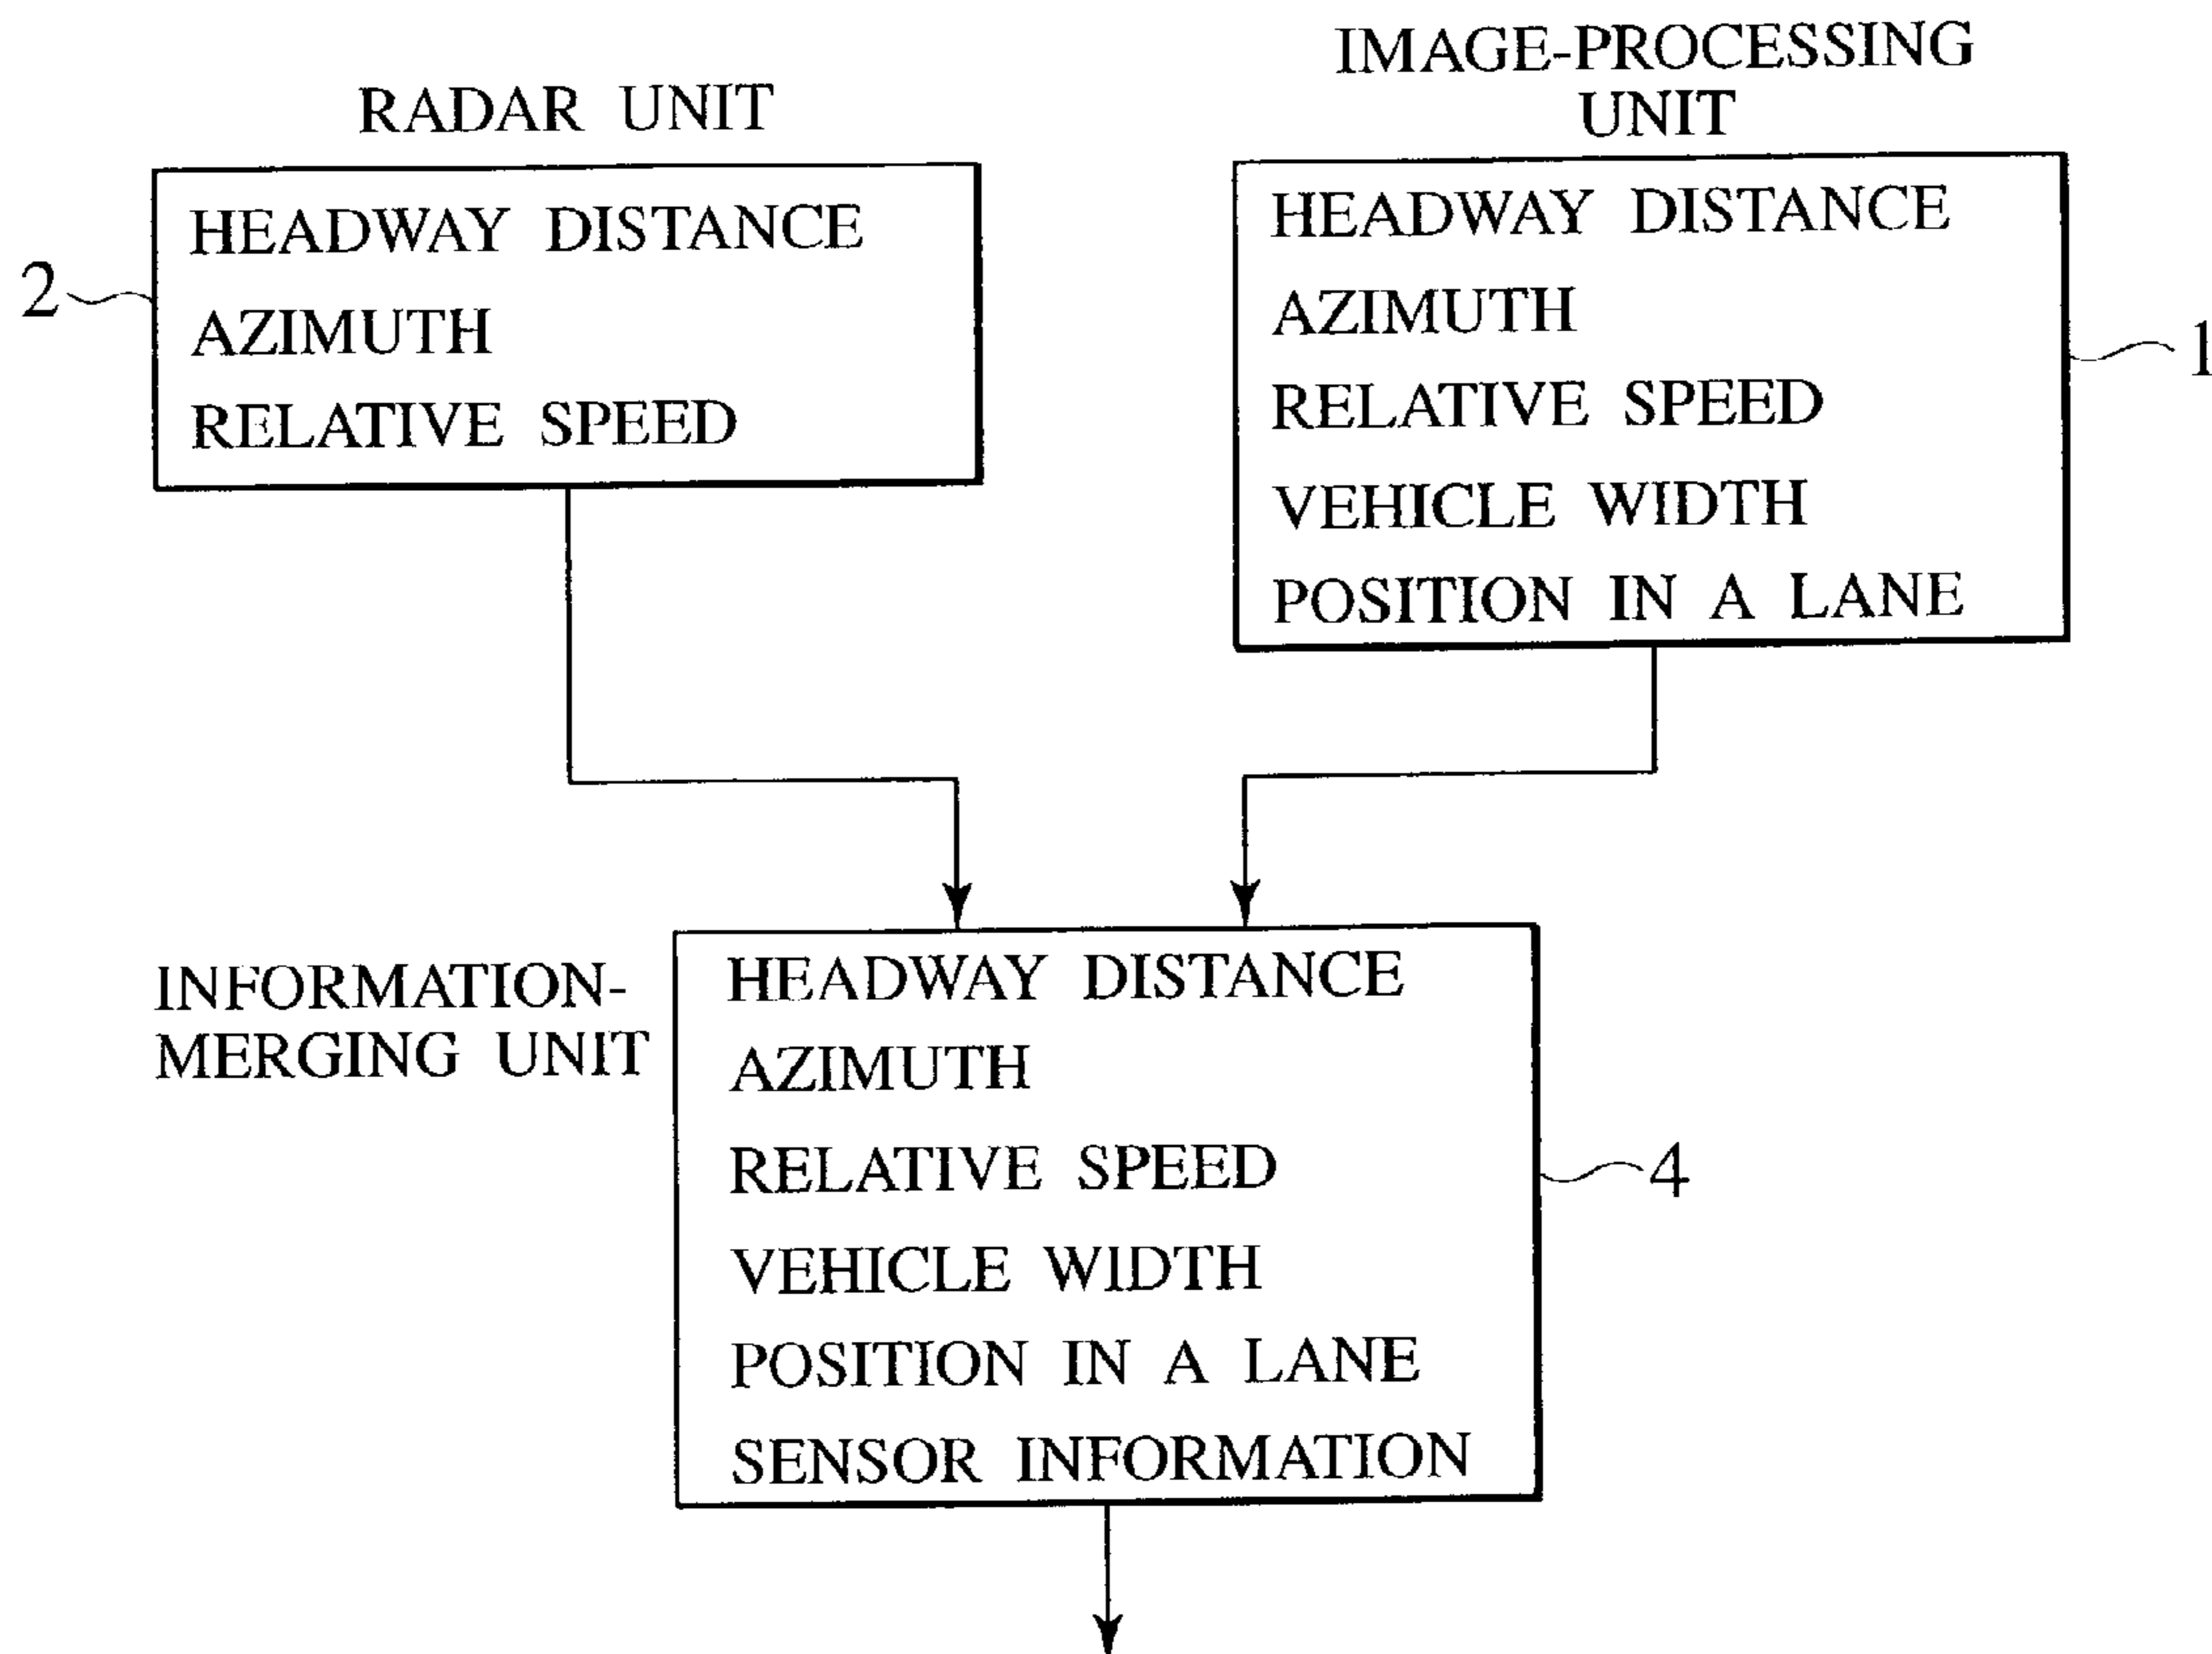 RADAR UNIT
2
HEADWAY DISTANCE
AZIMUTH
RELATIVE SPEED
IMAGE-PROCESSING
UNIT
HEADWAY DISTANCE
AZIMUTH
RELATIVE SPEED
VEHICLE WIDTH
POSITION IN A LANE
1
INFORMATION-
MERGING UNIT
HEADWAY DISTANCE
AZIMUTH
RELATIVE SPEED
VEHICLE WIDTH
POSITION IN A LANE
SENSOR INFORMATION
4